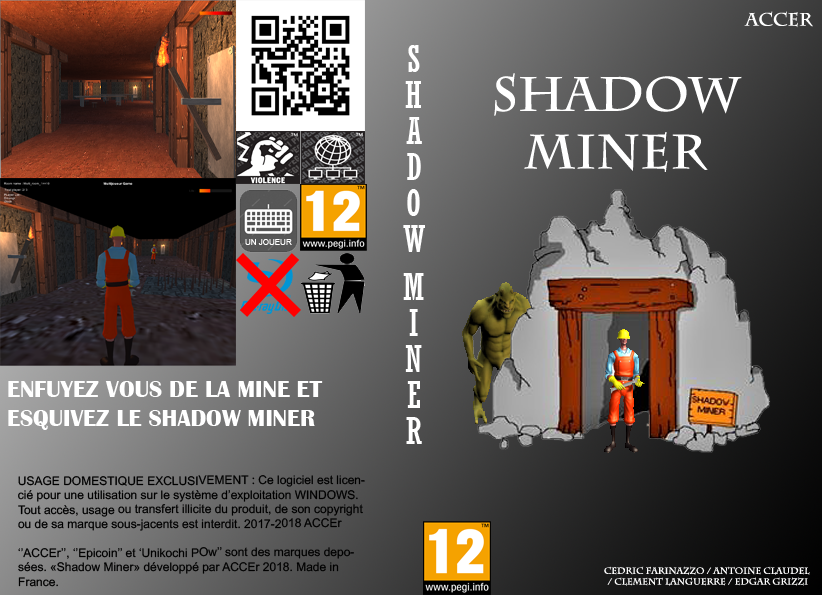 VIOLENCE
UN JOUEUR
12
www.pegi.info
ENFUYEZ VOUS DE LA MINE ET
ESQUIVEZ LE SHADOW MINER
USAGE DOMESTIQUE EXCLUSIVEMENT : Ce logiciel est licen-
cié pour une utilisation sur le système d'exploitation WINDOWS.
Tout accès, usage ou transfert illicite du produit, de son copyright
ou de sa marque sous-jacents est interdit. 2017-2018 ACCEr
‘'ACCEr’', ‘'Epicoin’' et ‘Unikochi POw’' sont des marques depo-
sées. «Shadow Miner» développé par ACCEr 2018. Made in
France.
SHADOW MINER
ACCER
SHADOW
MINER
SHADOW
MINER
12
www.pegi.info
CEDRIC FARINAZZO / ANTOINE CLAUDEL
/ CLEMENT LANGUERRE / EDGAR GRIZZI